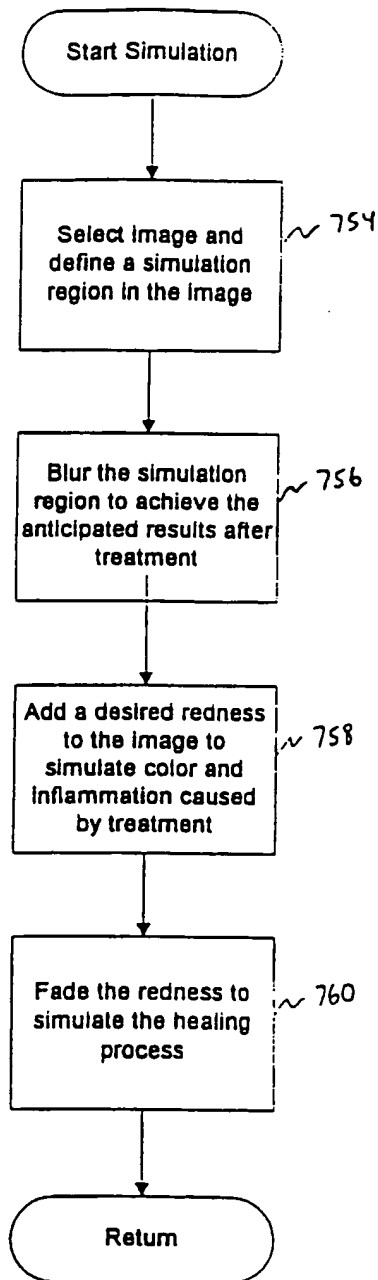 Start Simulation
Select image and
define a simulation
region in the image
754
Blur the simulation
region to achieve the
anticipated results after
treatment
756
Add a desired redness
to the image to
simulate color and
inflammation caused
by treatment
758
Fade the redness to
simulate the healing
process
760
Return